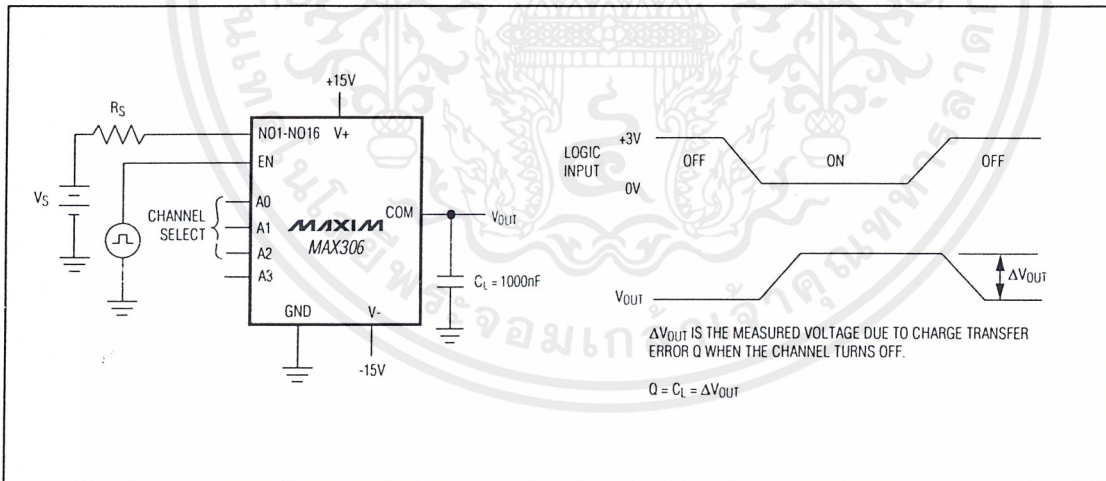 +15V
RS
NO1-NO16 V+
EN
VS
CHANNEL
SELECT
A0
A1
A2
A3
MAXIM
MAX306
COM
VOUT
CL = 1000nF
GND
V-
-15V
LOGIC
INPUT
+3V
0V
OFF
ON
OFF
VOUT
ΔVOUT
ΔVOUT IS THE MEASURED VOLTAGE DUE TO CHARGE TRANSFER
ERROR Q WHEN THE CHANNEL TURNS OFF.
Q = CL = ΔVOUT